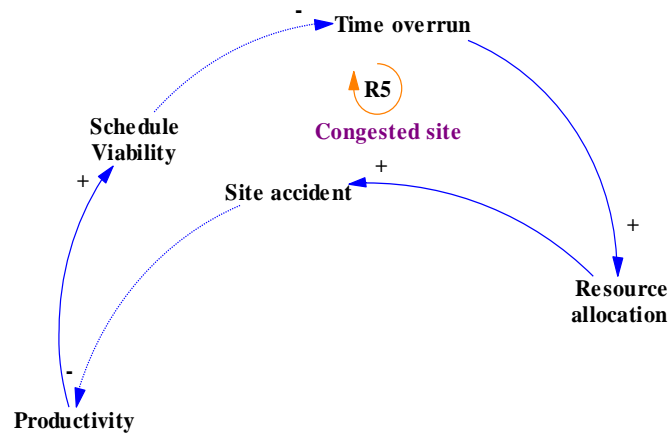 -
Time overrun
R5
Congested site
Schedule
Viability
+
+
Site accident
+
Resource
allocation
-
Productivity